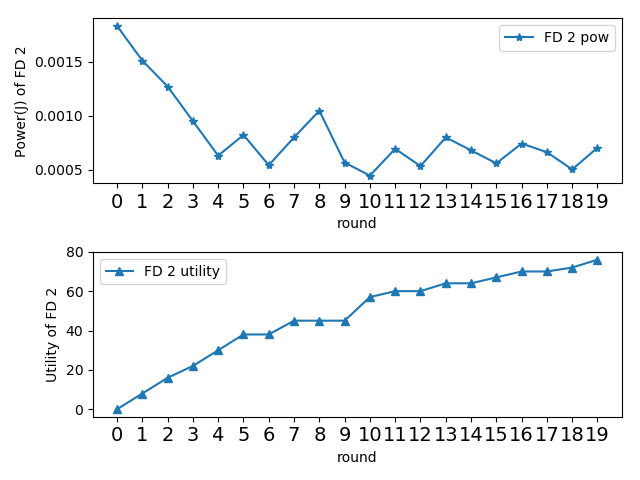 FD 2 pow
Power(J) of FD 2
0.0015
0.0010
0.0005
0 1 2 3 4 5 6 7 8 9 10 11 12 13 14 15 16 17 18 19
round
FD 2 utility
Utility of FD 2
80
60
40
20
0
0 1 2 3 4 5 6 7 8 9 10 11 12 13 14 15 16 17 18 19
round